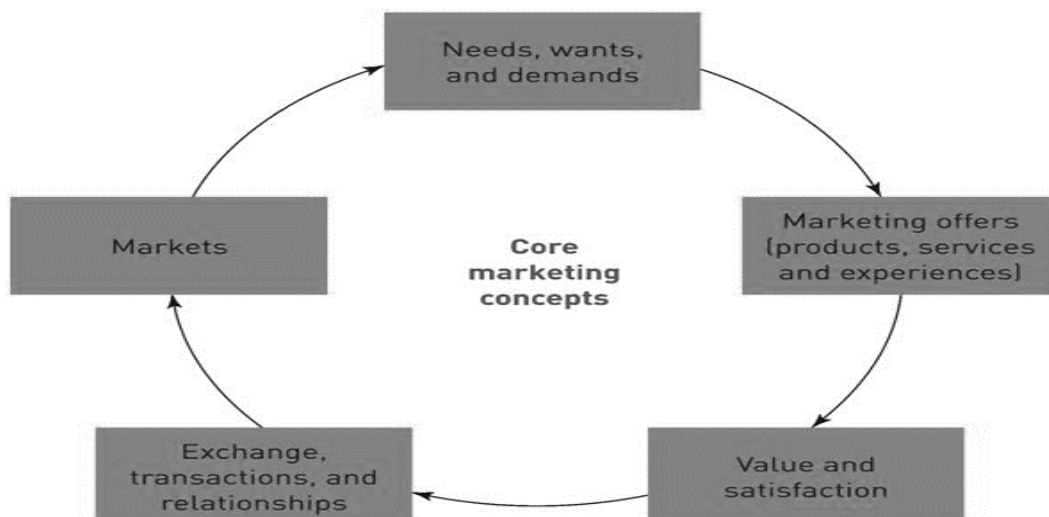 Needs, wants,
and demands
Marketing offers
(products, services
and experiences)
Value and
satisfaction
Exchange,
transactions, and
relationships
Markets
Core
marketing
concepts